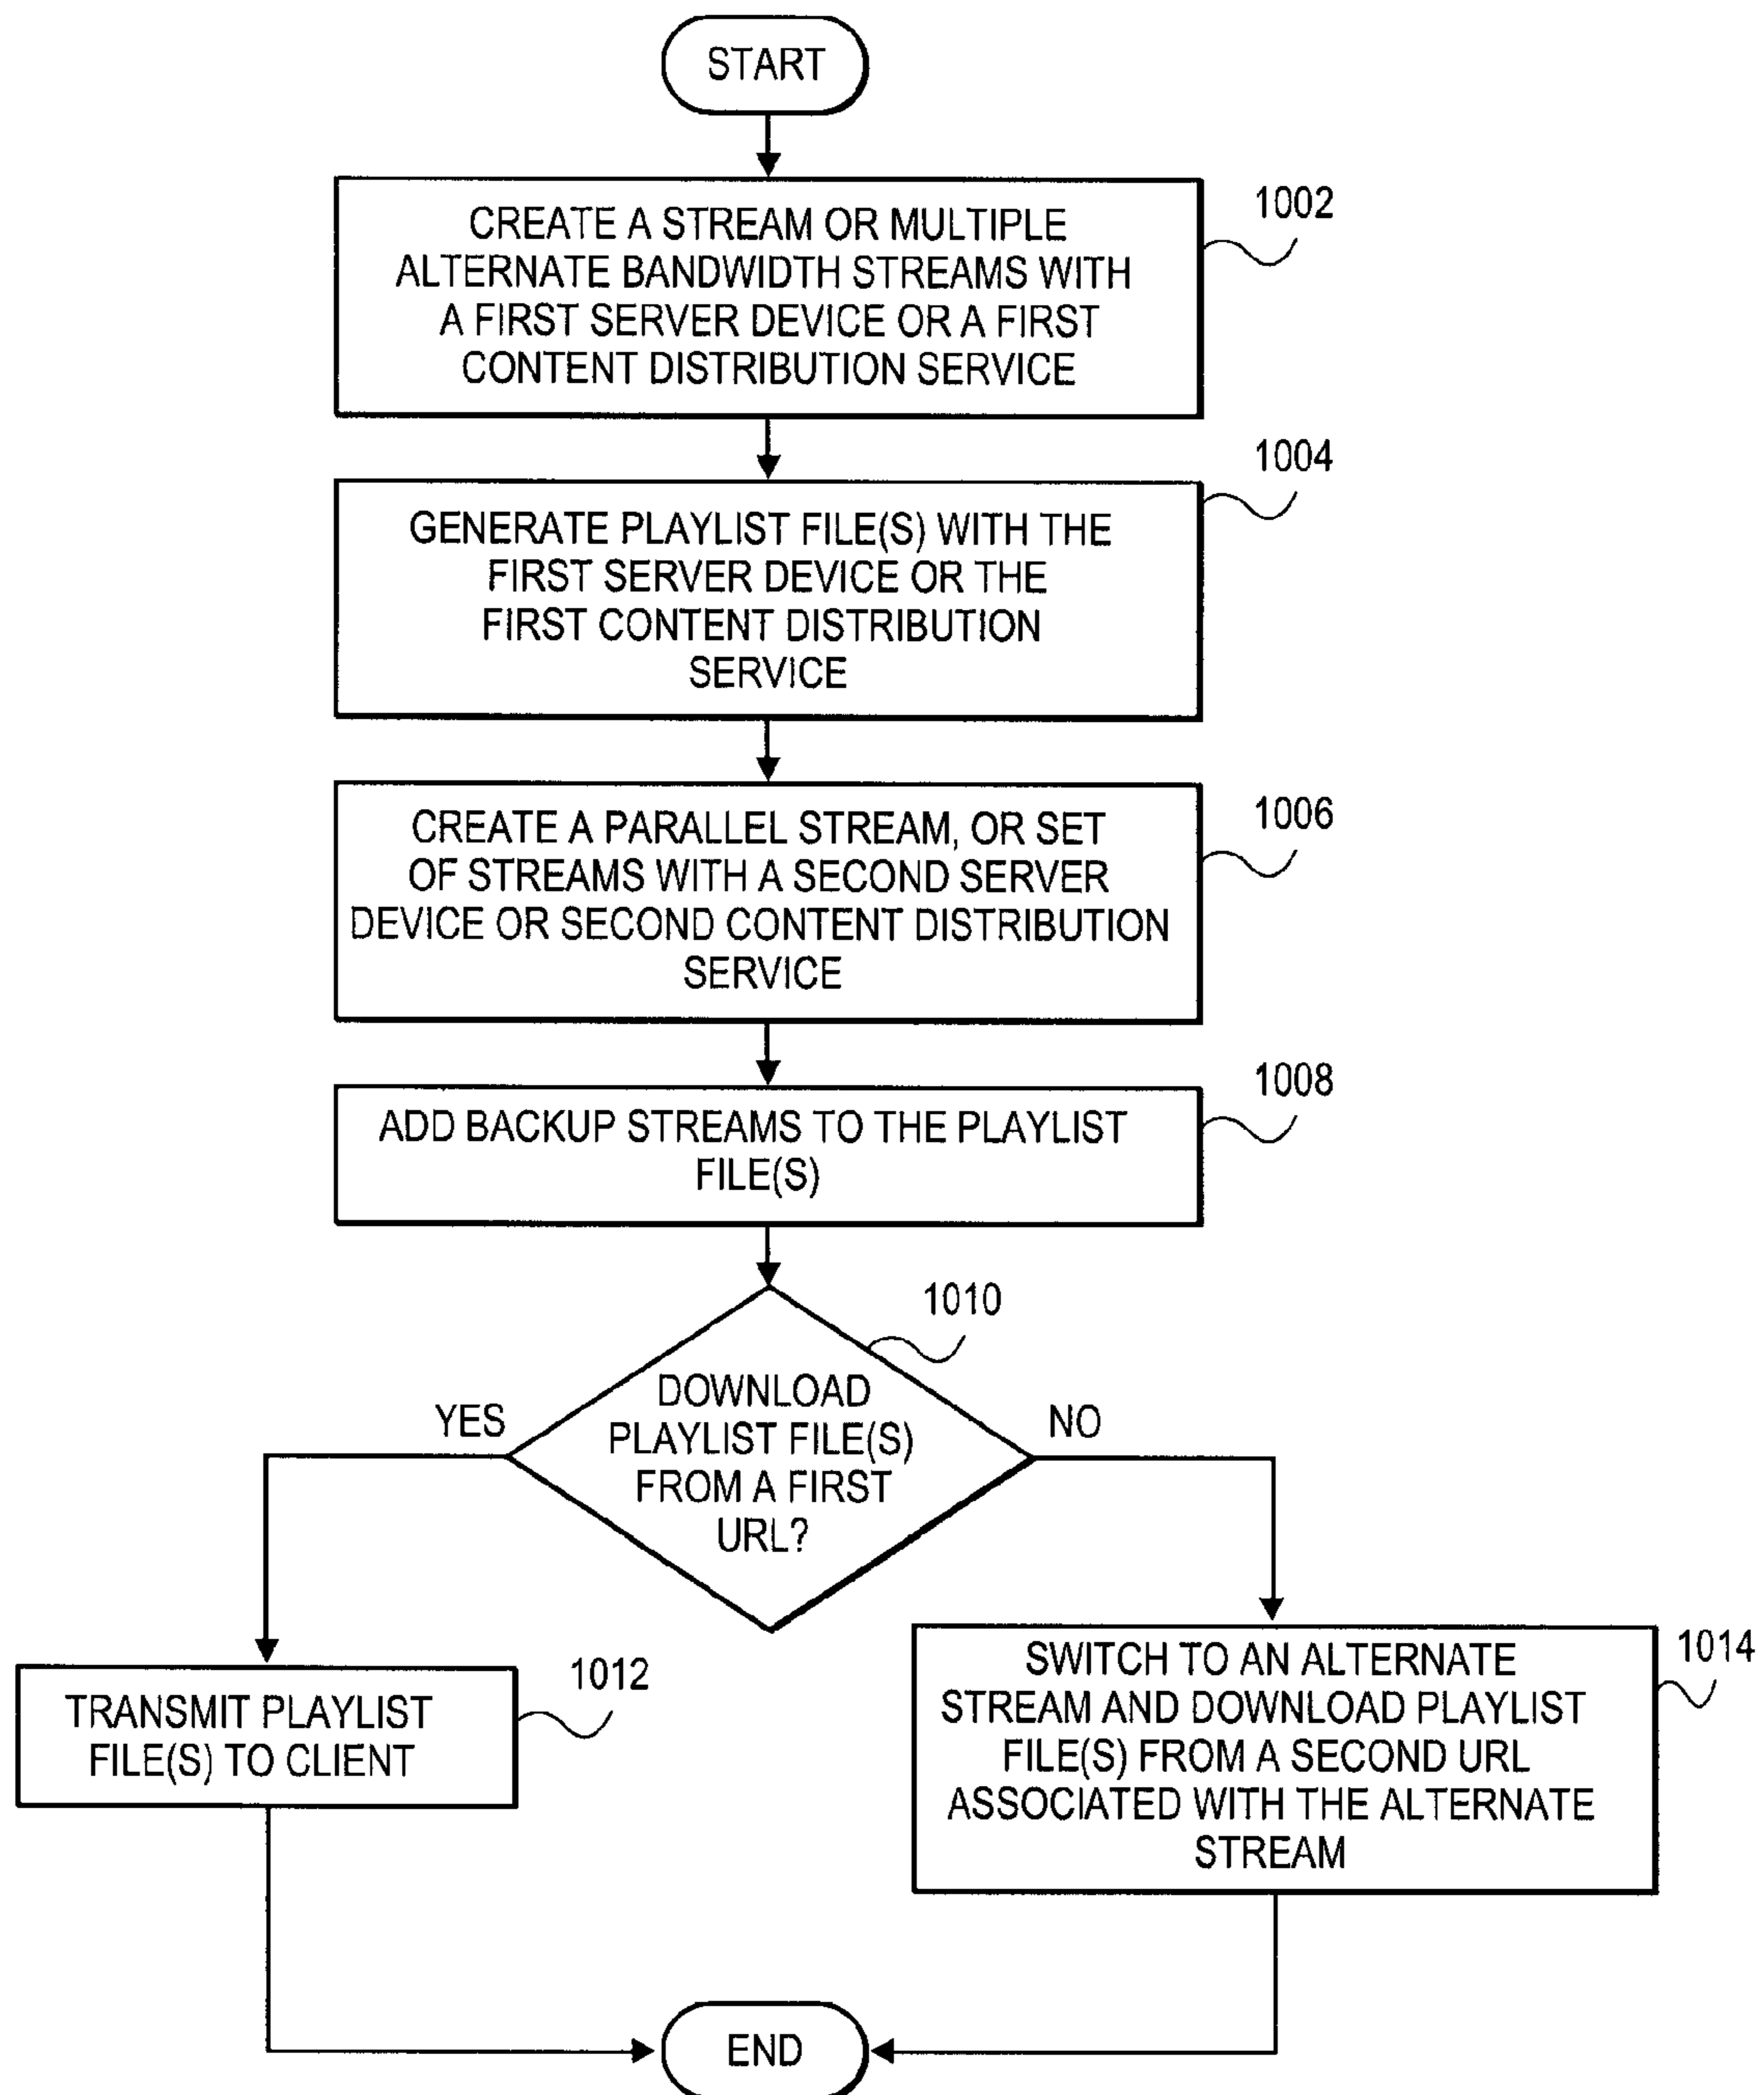 START
CREATE A STREAM OR MULTIPLE
ALTERNATE BANDWIDTH STREAMS WITH
A FIRST SERVER DEVICE OR A FIRST
CONTENT DISTRIBUTION SERVICE
1002
GENERATE PLAYLIST FILE(S) WITH THE
FIRST SERVER DEVICE OR THE
FIRST CONTENT DISTRIBUTION
SERVICE
1004
CREATE A PARALLEL STREAM, OR SET
OF STREAMS WITH A SECOND SERVER
DEVICE OR SECOND CONTENT DISTRIBUTION
SERVICE
1006
ADD BACKUP STREAMS TO THE PLAYLIST
FILE(S)
1008
1010
DOWNLOAD
PLAYLIST FILE(S)
FROM A FIRST
URL?
YES
NO
TRANSMIT PLAYLIST
FILE(S) TO CLIENT
1012
SWITCH TO AN ALTERNATE
STREAM AND DOWNLOAD PLAYLIST
FILE(S) FROM A SECOND URL
ASSOCIATED WITH THE ALTERNATE
STREAM
1014
END